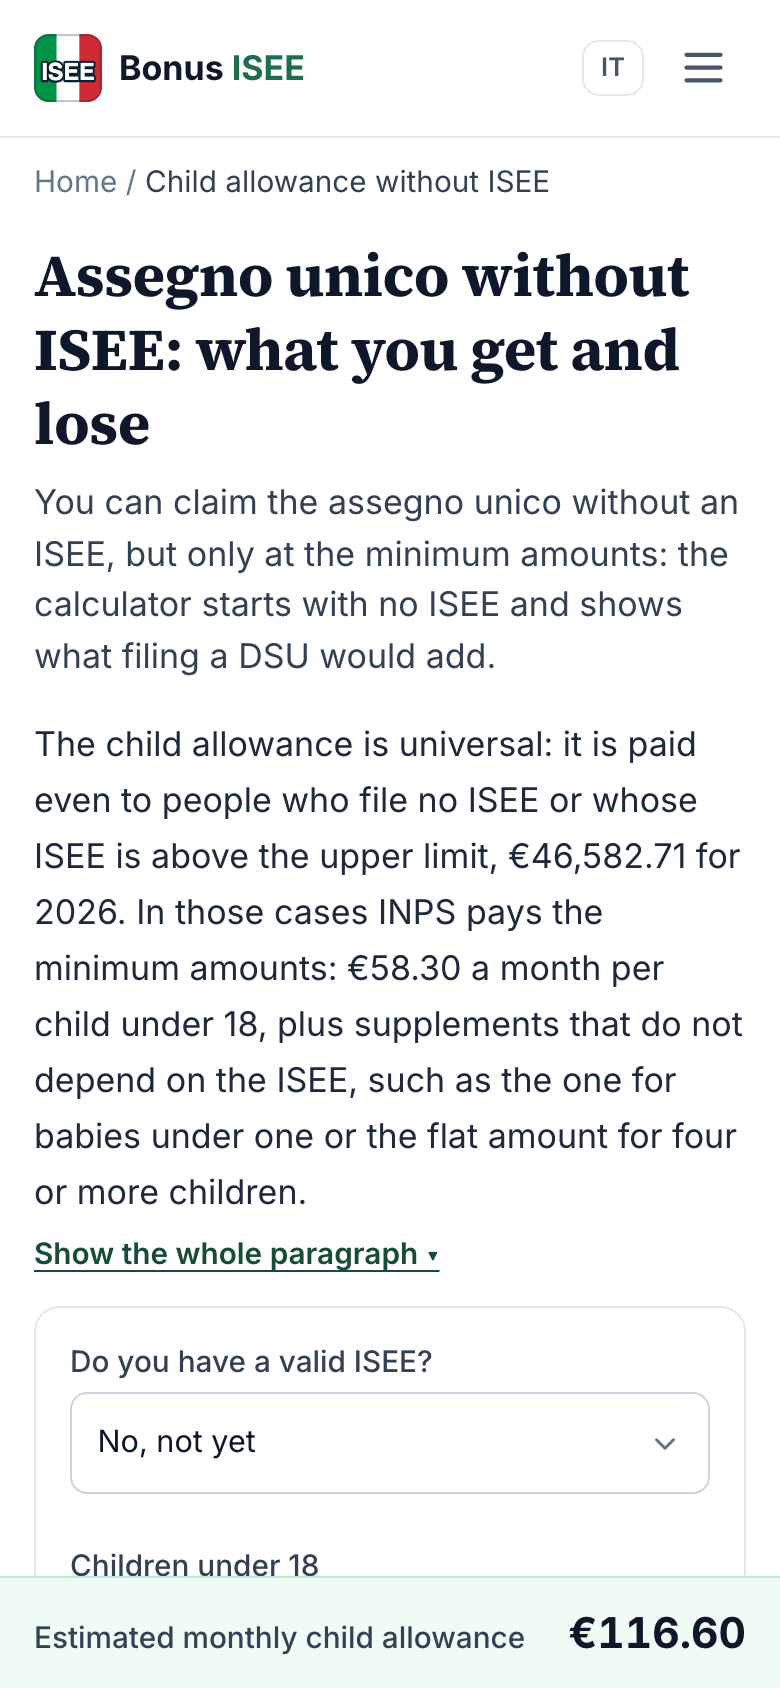 ISEE
Bonus ISEE
IT
Home / Child allowance without ISEE
Assegno unico without
ISEE: what you get and
lose
You can claim the assegno unico without an
ISEE, but only at the minimum amounts: the
calculator starts with no ISEE and shows
what filing a DSU would add.
The child allowance is universal: it is paid
even to people who file no ISEE or whose
ISEE is above the upper limit, €46,582.71 for
2026. In those cases INPS pays the
minimum amounts: €58.30 a month per
child under 18, plus supplements that do not
depend on the ISEE, such as the one for
babies under one or the flat amount for four
or more children.
Show the whole paragraph ▾
Do you have a valid ISEE?
No, not yet
Children under 18
Estimated monthly child allowance €116.60